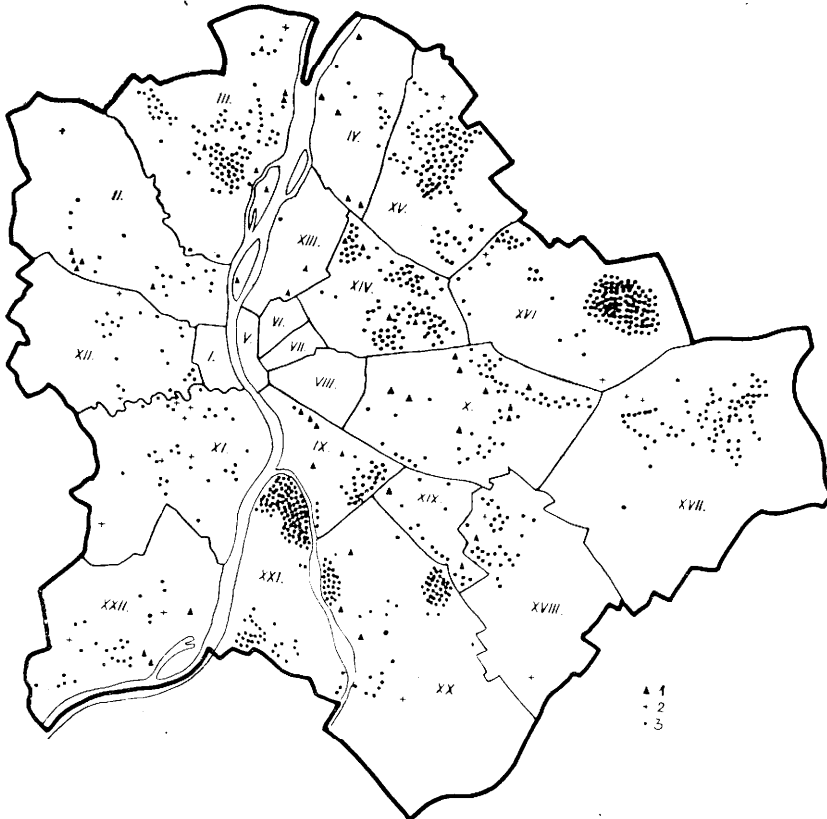 III.
IV.
II.
XV.
XIII.
XIV.
XVI
VI.
V.
VII.
I.
XII.
VIII.
X.
IX.
XI.
XIX.
XVII.
XXI.
XXII.
XVIII.
XX
1
2
3